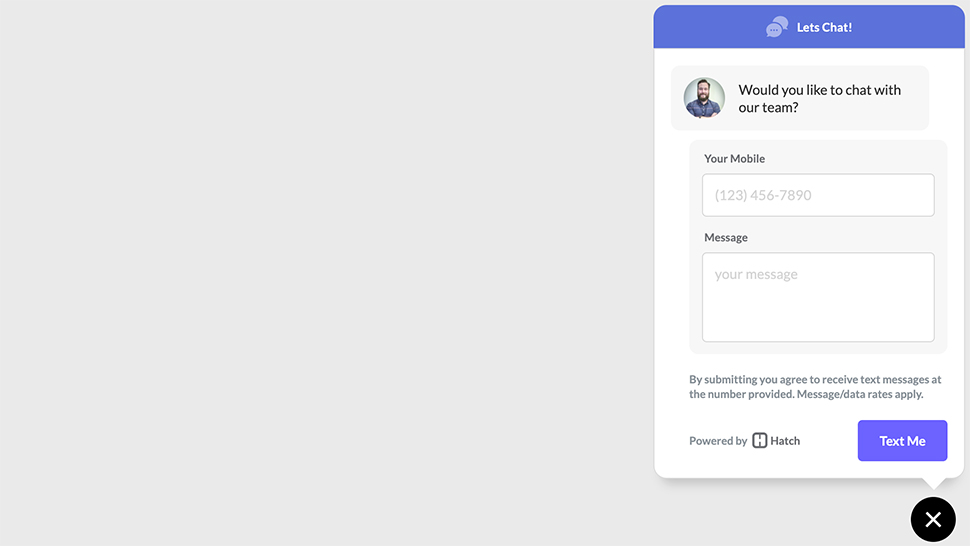 Lets Chat!
Would you like to chat with
our team?
Your Mobile
(123) 456-7890
Message
your message
By submitting you agree to receive text messages at
the number provided. Message/data rates apply.
Powered by Hatch
Text Me